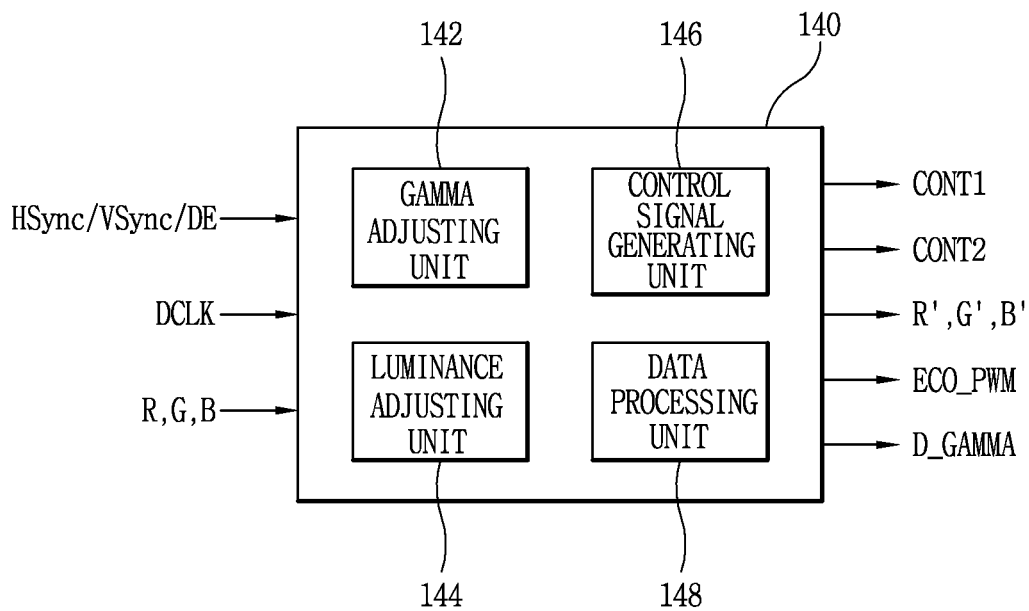 142
146
140
GAMMA
ADJUSTING
UNIT
CONTROL
SIGNAL
GENERATING
UNIT
HSync/VSync/DE
DCLK
R,G,B
LUMINANCE
ADJUSTING
UNIT
DATA
PROCESSING
UNIT
CONT1
CONT2
R',G',B'
ECO_PWM
D_GAMMA
144
148